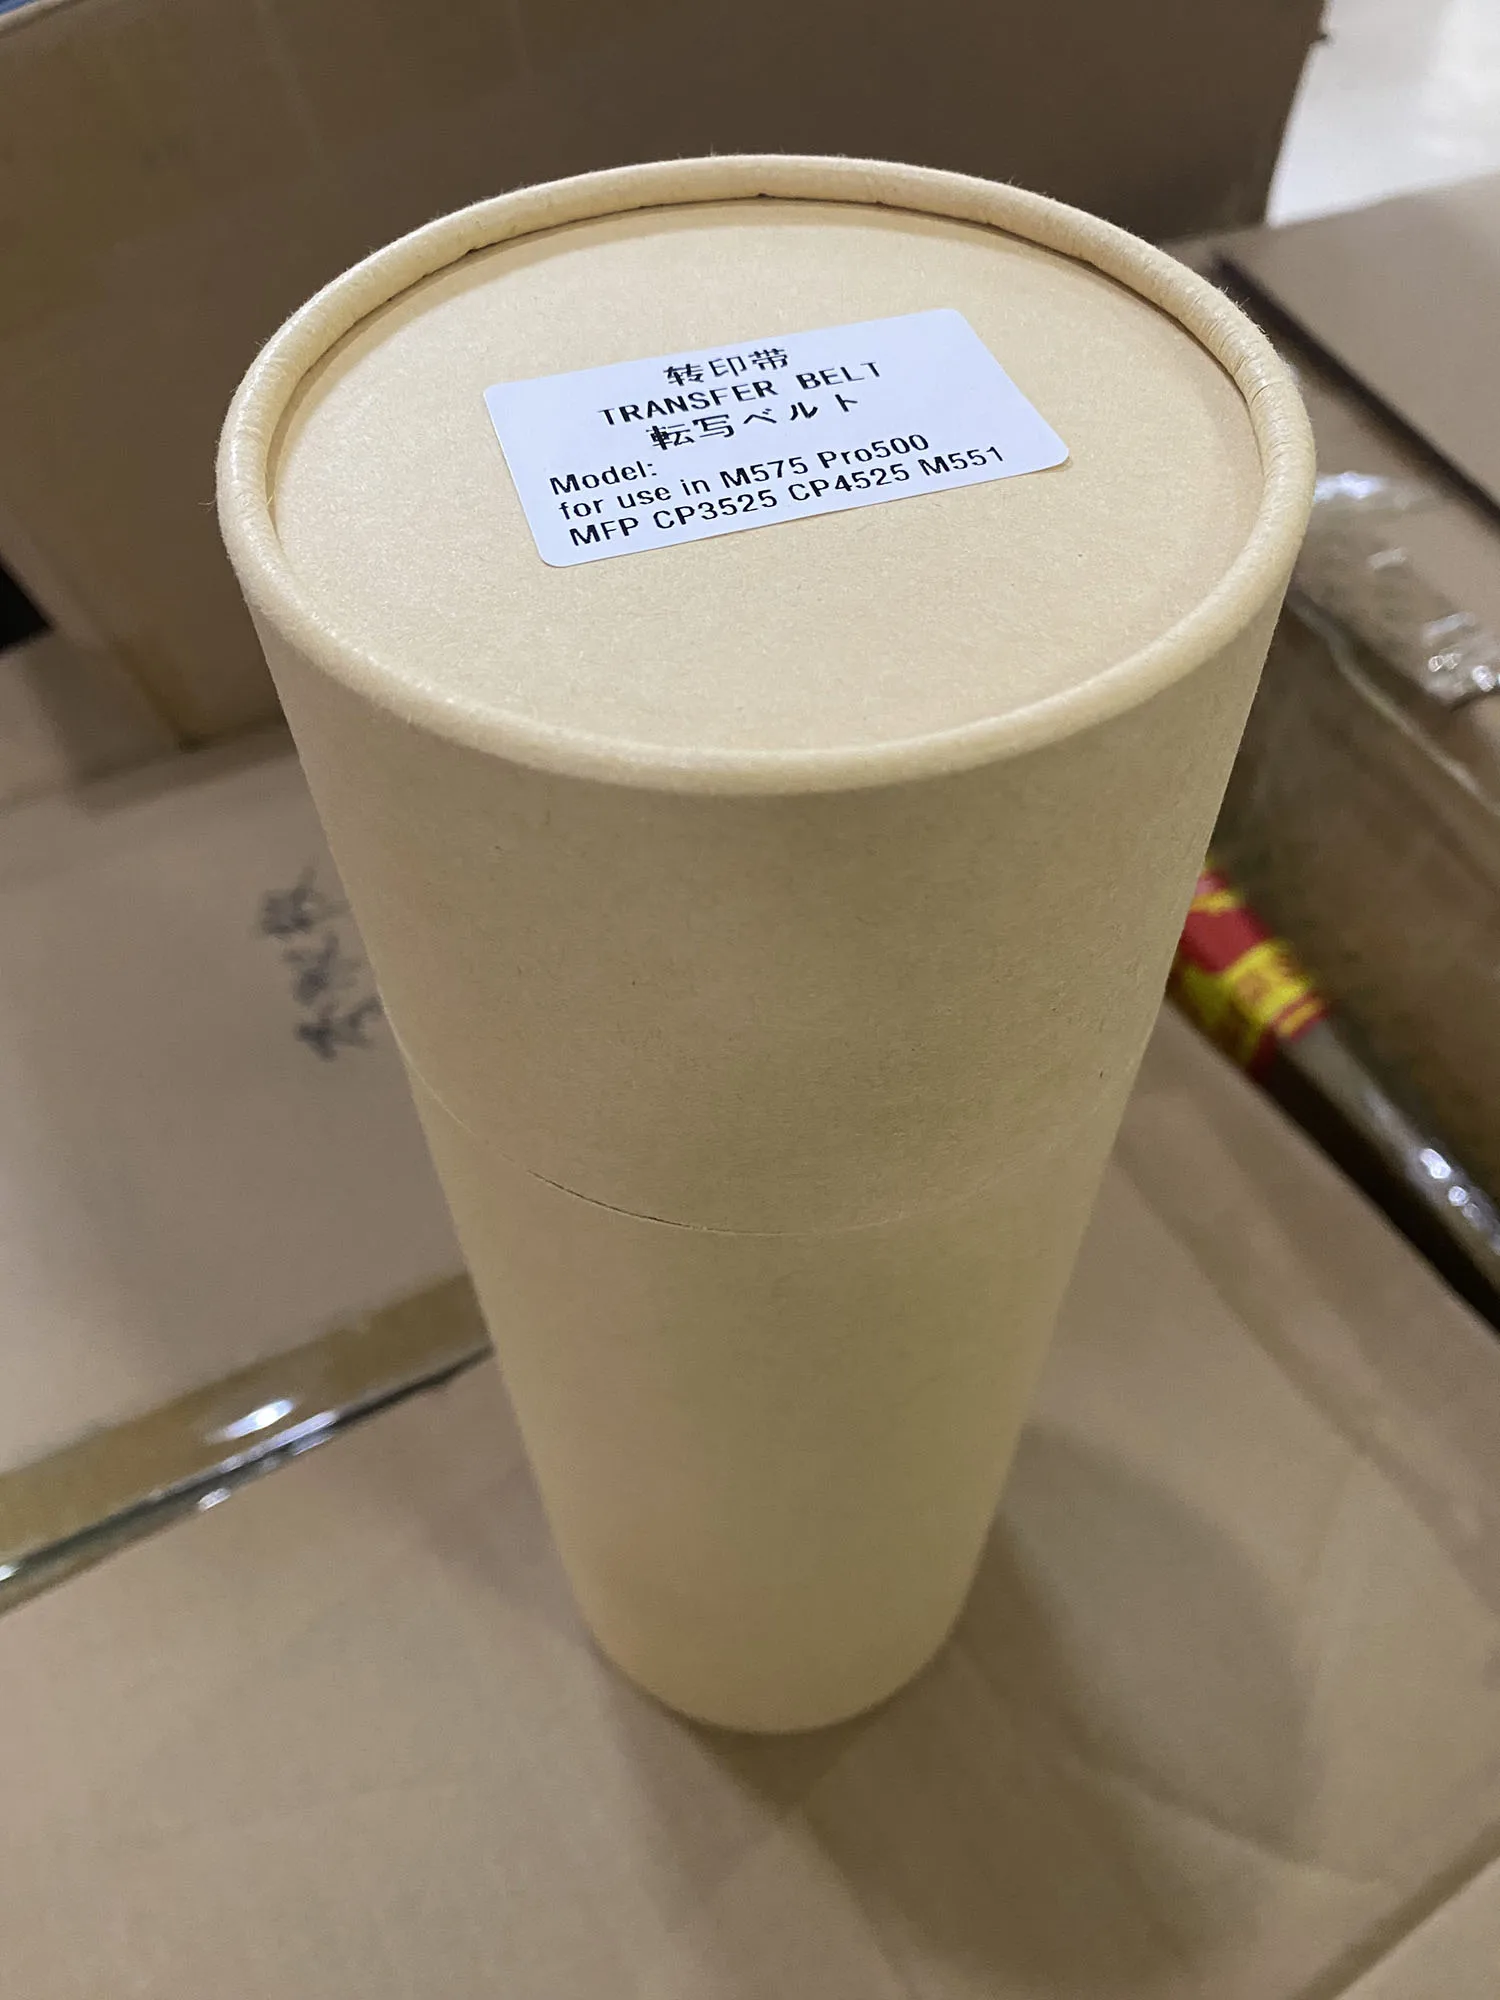 转印带
TRANSFER BELT
転写ベルト
Model:
for use in M575 Pro500
MFP CP3525 CP4525 M551